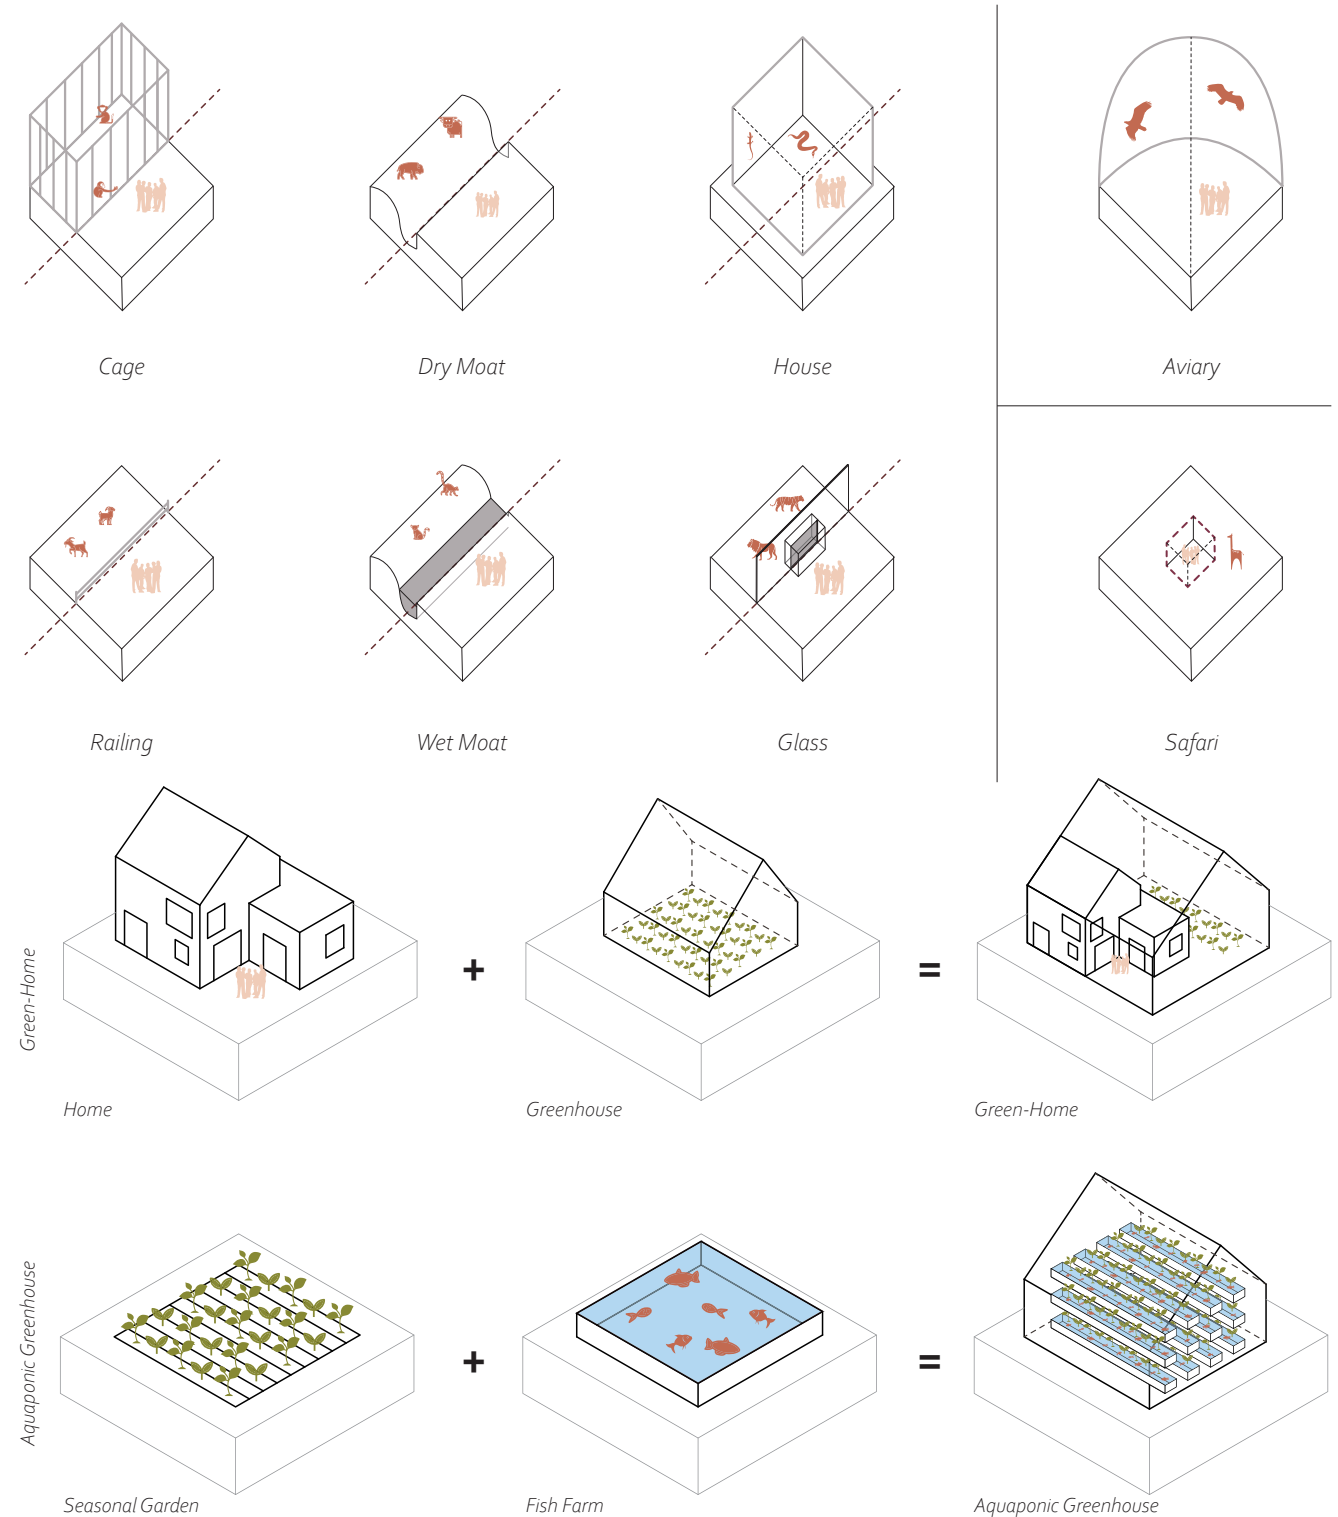 Cage
Dry Moat
House
Aviary
Railing
Wet Moat
Glass
Safari
Green-Home
+
=
Home
Greenhouse
Green-Home
Aquaponic Greenhouse
+
=
Seasonal Garden
Fish Farm
Aquaponic Greenhouse